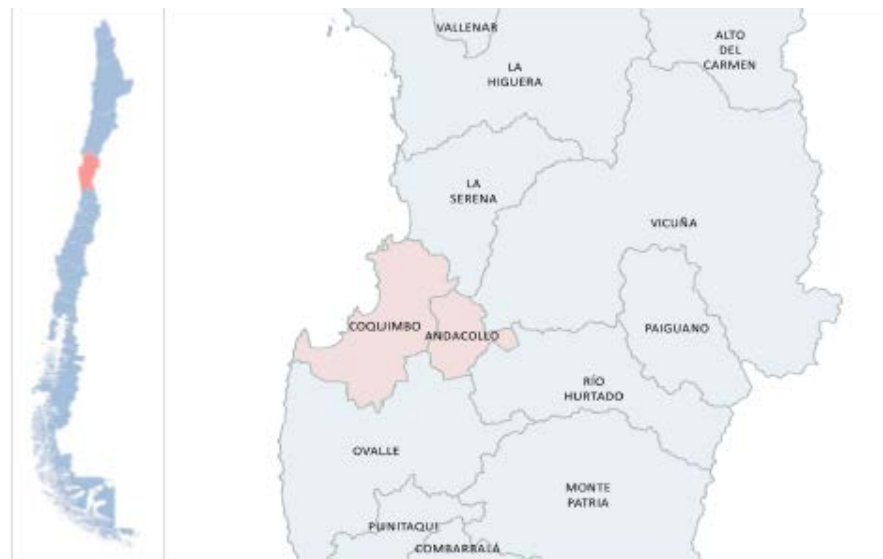 VALLENAR
ALTO
DEL
CARMEN
LA
HIGUERA
LA
SERENA
VICUÑA
COQUIMBO
ANDACOLLO
PAIGUANO
RÍO
HURTADO
OVALLE
MONTE
PATRIA
PUNITAQUI
COMBARBALÁ